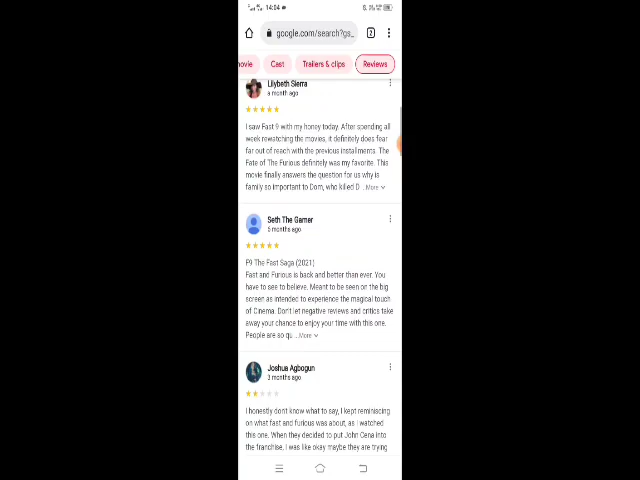 14:04
google.com/search?gs_
2
novie Cast Trailers & clips Reviews
Lilybeth Sierra
a month ago
I saw Fast 9 with my honey today. After spending all
week rewatching the movies, it definitely does fear
far out of reach with the previous installments. The
Fate of The Furious definitely was my favorite. This
movie finally answers the question for us why is
family so important to Dom, who killed D ...More
Seth The Gamer
5 months ago
F9 The Fast Saga (2021)
Fast and Furious is back and better than ever. You
have to see to believe. Meant to be seen on the big
screen as intended to experience the magical touch
of Cinema. Don't let negative reviews and critics take
away your chance to enjoy your time with this one.
People are so qu ...More
Joshua Agbogun
3 months ago
I honestly don't know what to say, I kept reminiscing
on what fast and furious was about, as I watched
this one. When they decided to put John Cena into
the franchise. I was like okay maybe they are trying